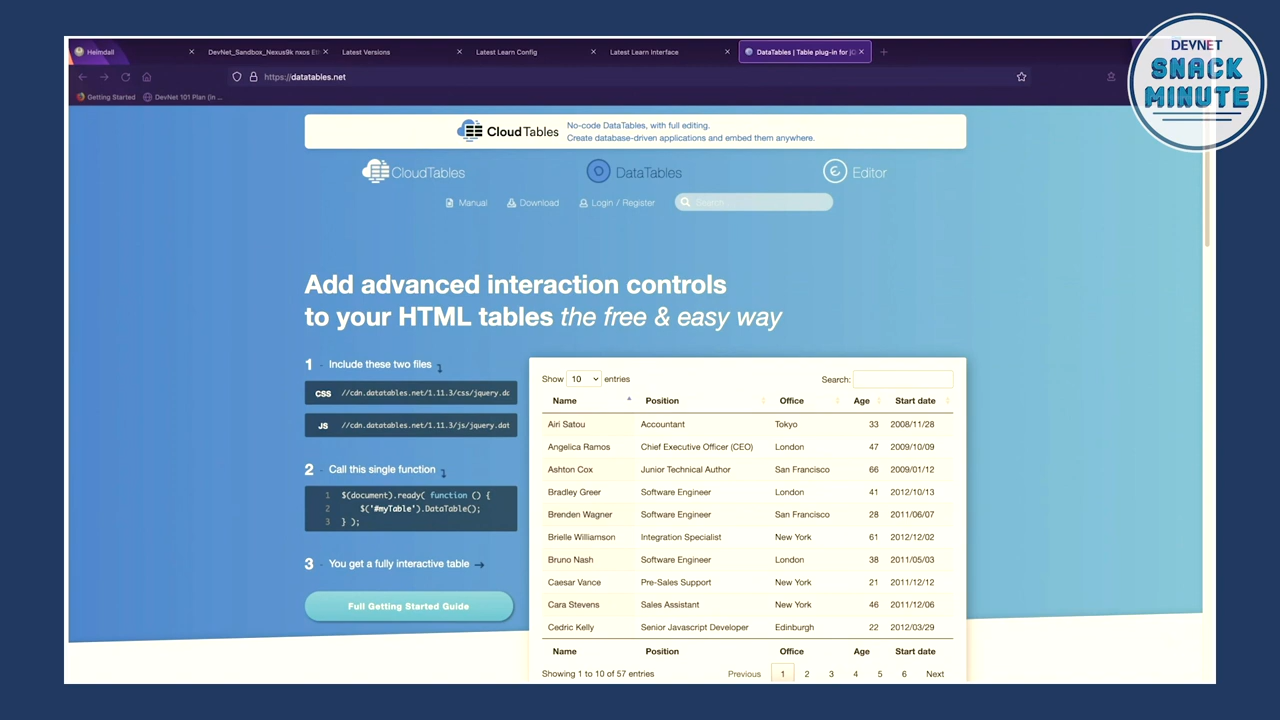 DEVNET
SNACK
MINUTE
Heimdall
DevNet_Sandbox_Nexus9k nxos
Latest Versions
Latest Learn Config
Latest Learn Interface
DataTables | Table plug-in for
https://datatables.net
Getting Started
DevNet 101 Plan (in ...
CloudTables
No-code DataTables, with full editing.
Create database-driven applications and embed them anywhere.
CloudTables
DataTables
Editor
Manual
Download
Login / Register
Search
Add advanced interaction controls
to your HTML tables the free & easy way
1 - Include these two files
CSS //cdn.datatables.net/1.11.3/css/jquery.dc
JS //cdn.datatables.net/1.11.3/js/jquery.dat
2 - Call this single function
1 $(document).ready( function () {
2 $('#myTable').DataTable();
3 } );
3 - You get a fully interactive table →
Full Getting Started Guide
Show 10 entries
Search:
Name Position Office Age Start date
Airi Satou Accountant Tokyo 33 2008/11/28
Angelica Ramos Chief Executive Officer (CEO) London 47 2009/10/09
Ashton Cox Junior Technical Author San Francisco 66 2009/01/12
Bradley Greer Software Engineer London 41 2012/10/13
Brenden Wagner Software Engineer San Francisco 28 2011/06/07
Brielle Williamson Integration Specialist New York 61 2012/12/02
Bruno Nash Software Engineer London 38 2011/05/03
Caesar Vance Pre-Sales Support New York 21 2011/12/12
Cara Stevens Sales Assistant New York 46 2011/12/06
Cedric Kelly Senior Javascript Developer Edinburgh 22 2012/03/29
Name Position Office Age Start date
Showing 1 to 10 of 57 entries
Previous 1 2 3 4 5 6 Next